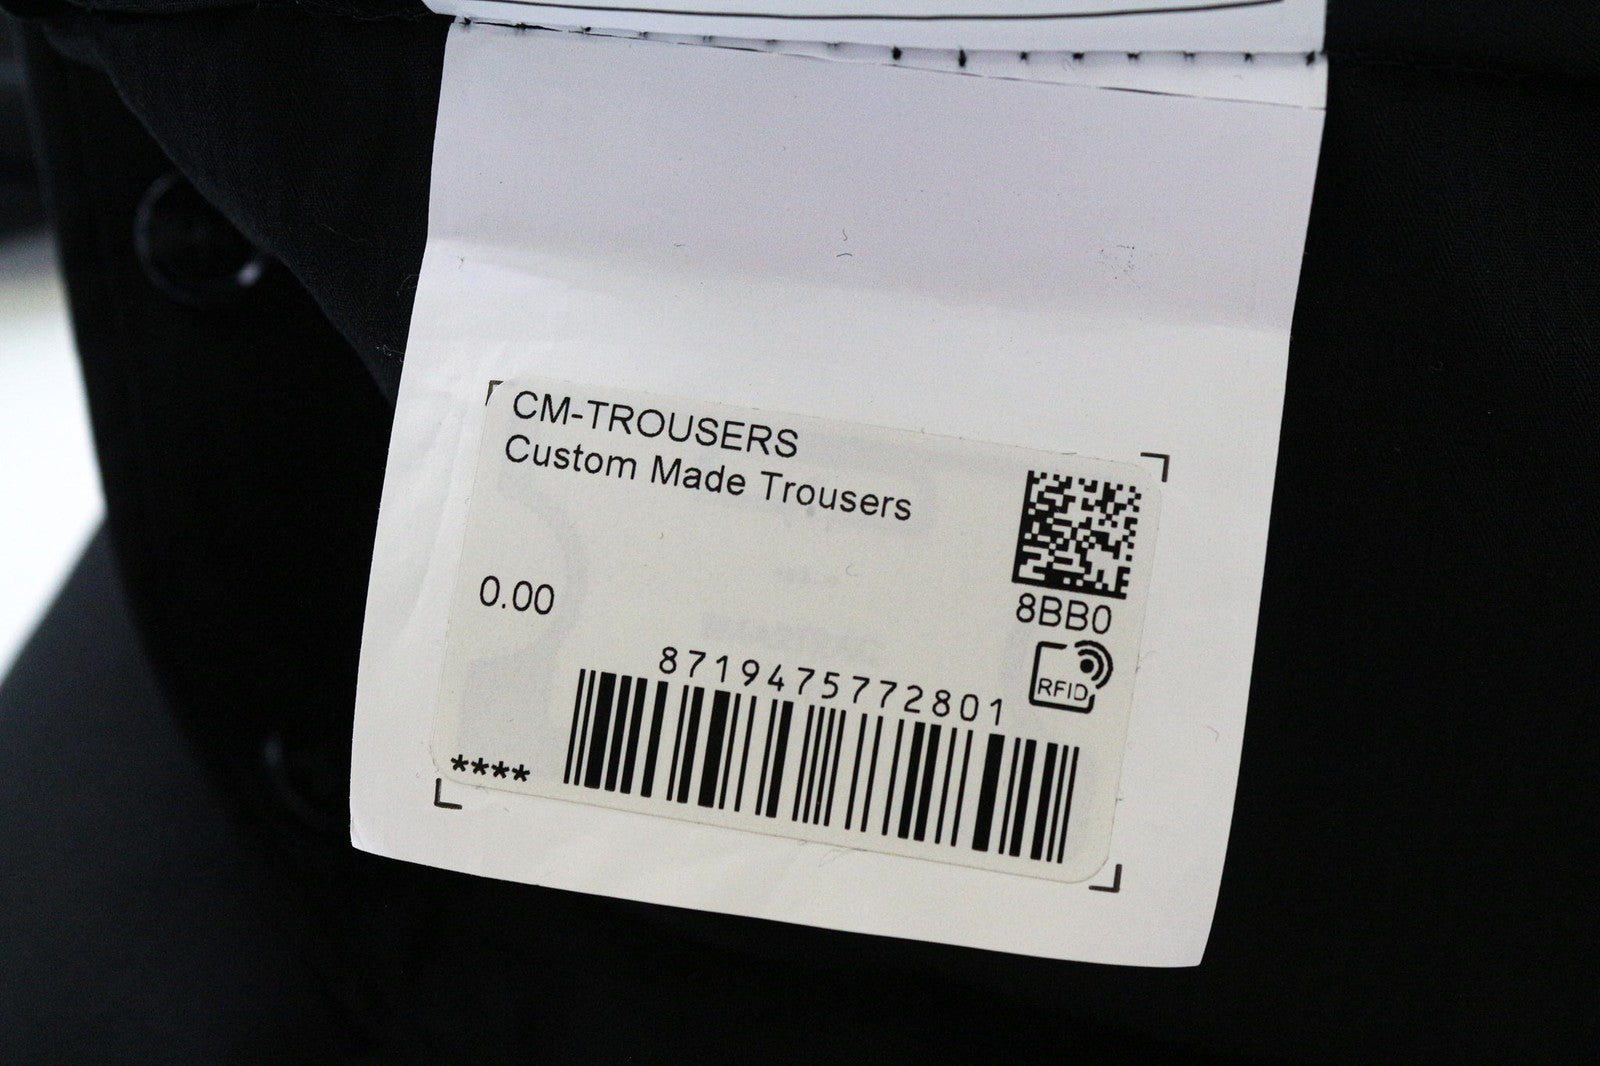 CM-TROUSERS
Custom Made Trousers
0.00
8BB0
RFID
8719475772801
****